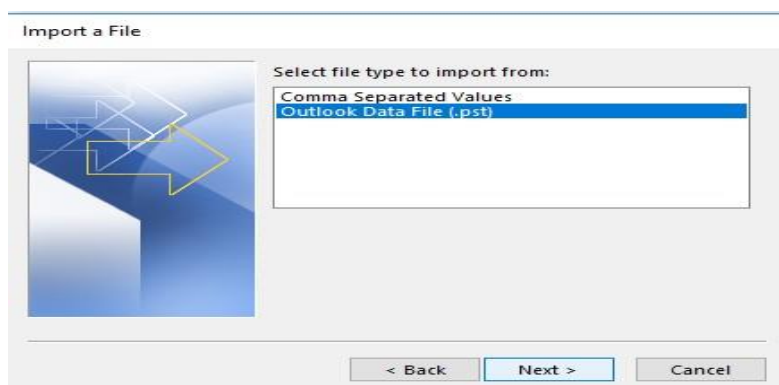 Import a File
Select file type to import from:
Comma Separated Values
Outlook Data File (.pst)
< Back Next > Cancel